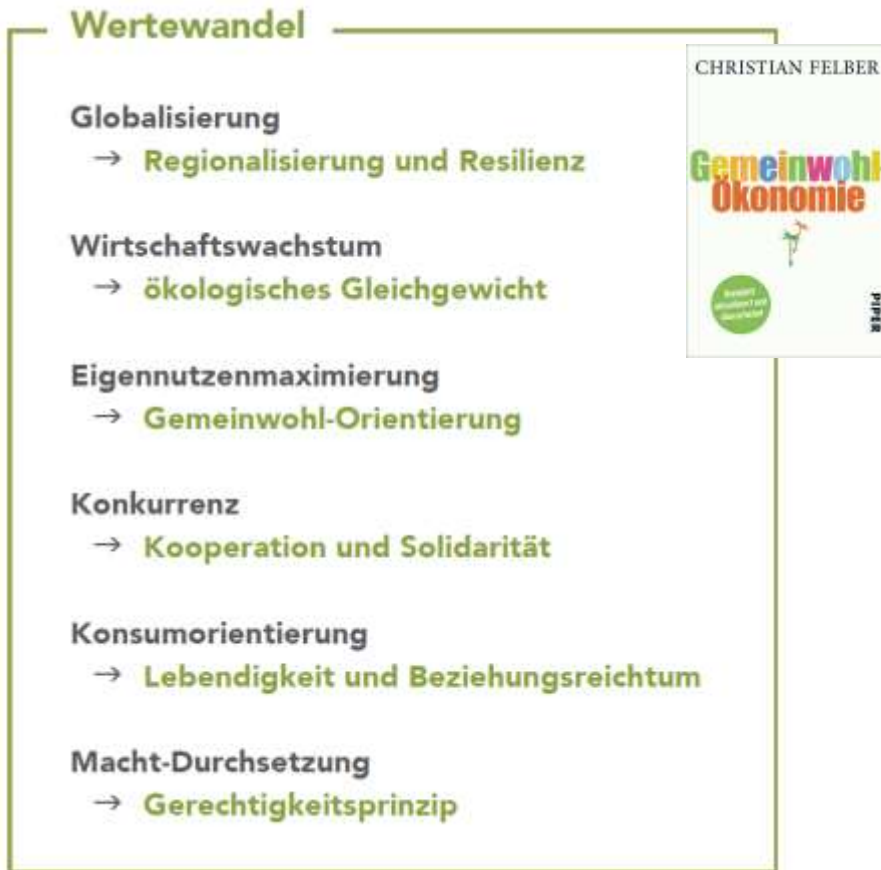 Wertewandel
Globalisierung
→ Regionalisierung und Resilienz
Wirtschaftswachstum
→ ökologisches Gleichgewicht
Eigennutzenmaximierung
→ Gemeinwohl-Orientierung
Konkurrenz
→ Kooperation und Solidarität
Konsumorientierung
→ Lebendigkeit und Beziehungsreichtum
Macht-Durchsetzung
→ Gerechtigkeitsprinzip
CHRISTIAN FELBER
Gemeinwohl
Ökonomie
PIPER